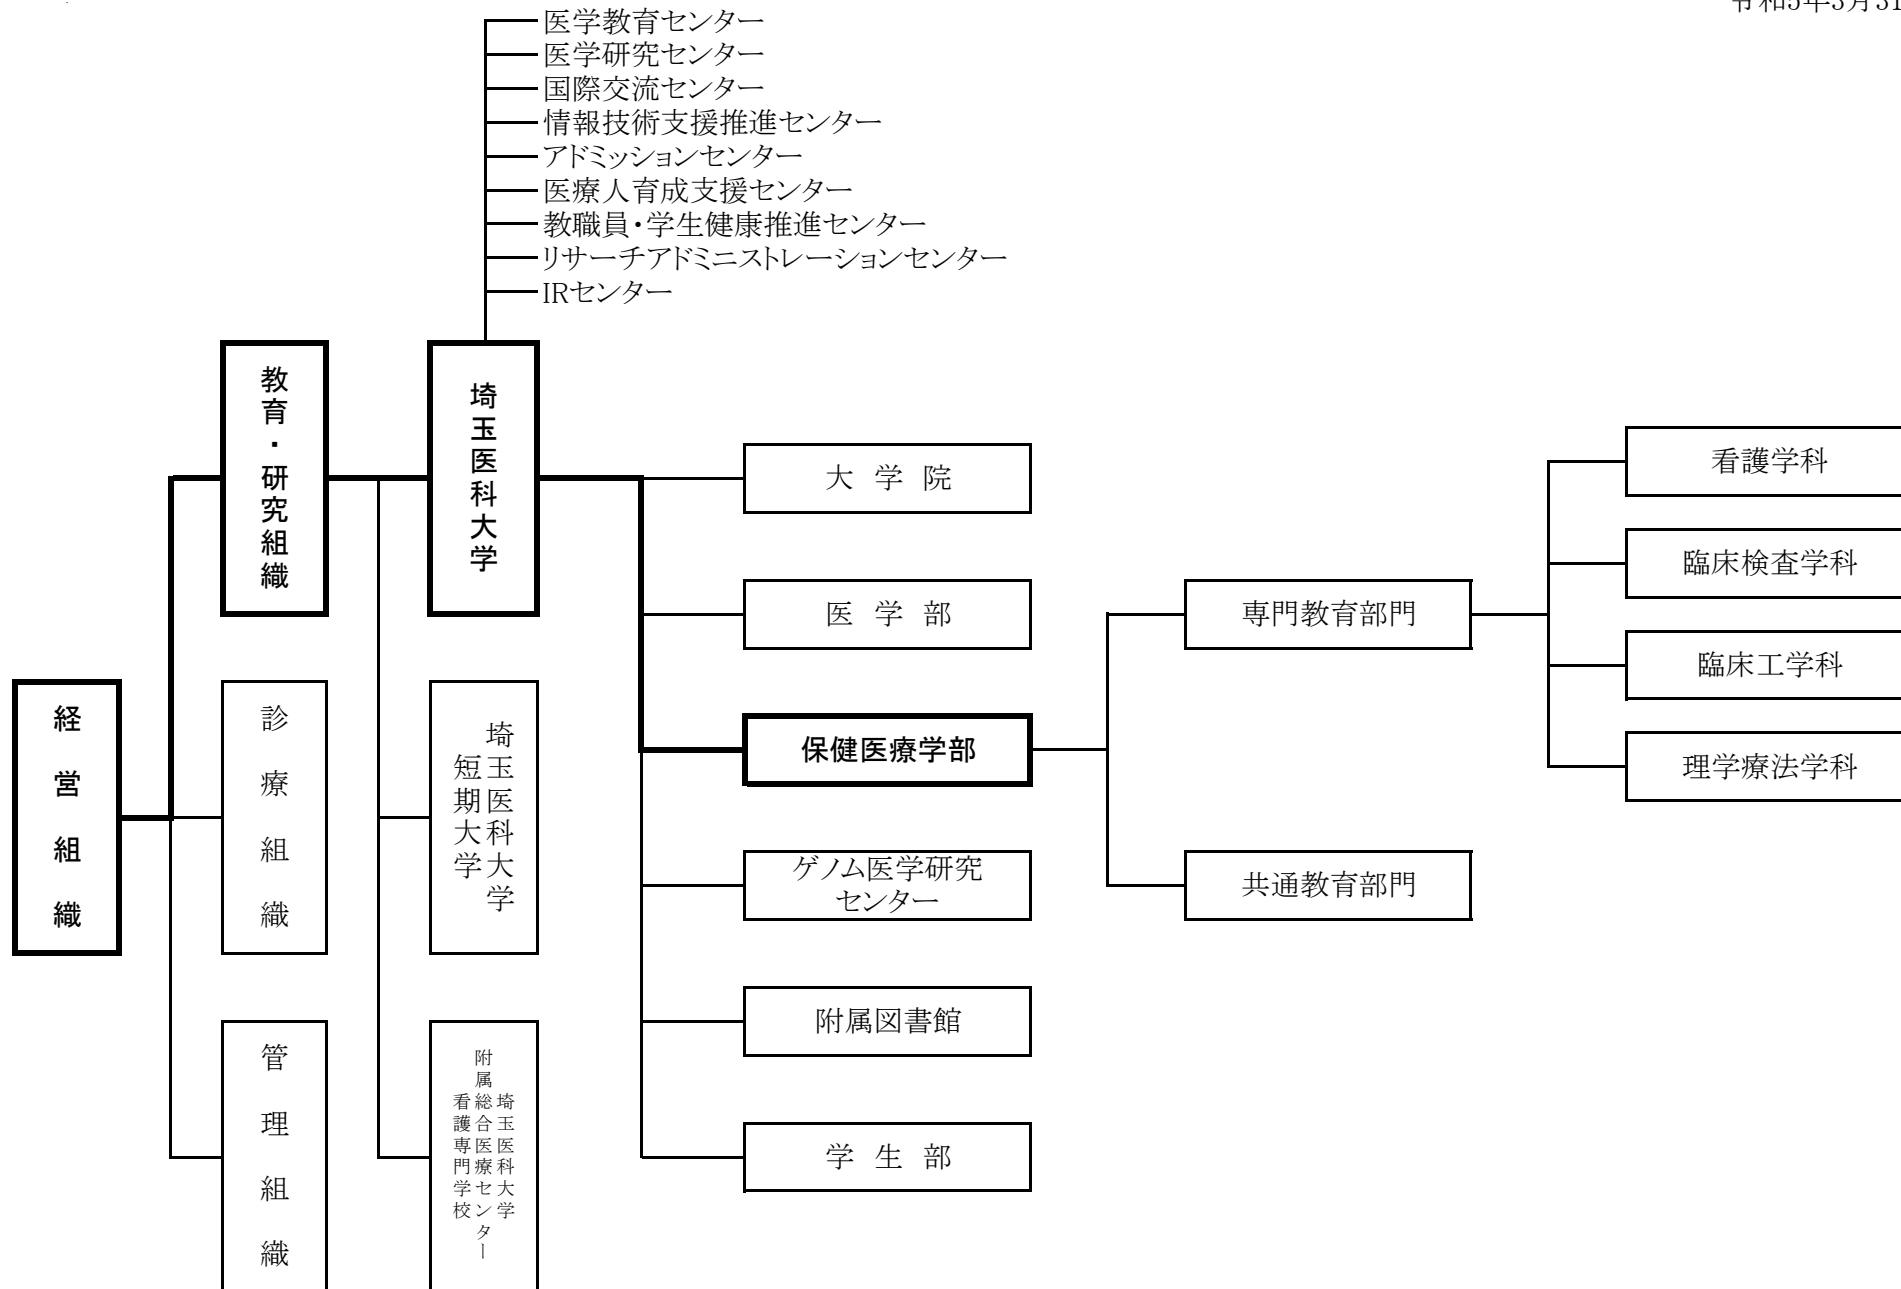 令和5年3月31
医学教育センター
医学研究センター
国際交流センター
情報技術支援推進センター
アドミッションセンター
医療人育成支援センター
教職員・学生健康推進センター
リサーチアドミニストレーションセンター
IRセンター
経営組織
教育・研究組織
診療組織
管理組織
埼玉医科大学
埼玉医科大学
短期大学
埼玉医科大学
附属総合医療センター
看護専門学校
大学院
医学部
保健医療学部
ゲノム医学研究
センター
附属図書館
学生部
専門教育部門
共通教育部門
看護学科
臨床検査学科
臨床工学科
理学療法学科